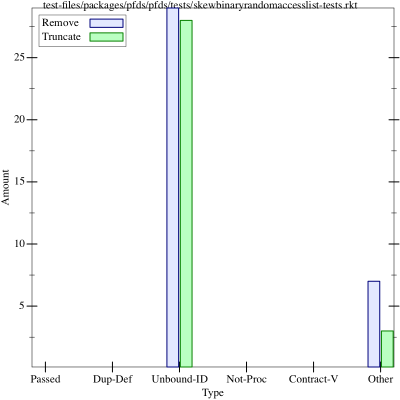 test-files/packages/pfds/pfds/tests/skewbinaryrandomaccesslist-tests.rkt
Remove
Truncate
25
20
15
10
5
Amount
Passed Dup-Def Unbound-ID Not-Proc Contract-V Other
Type